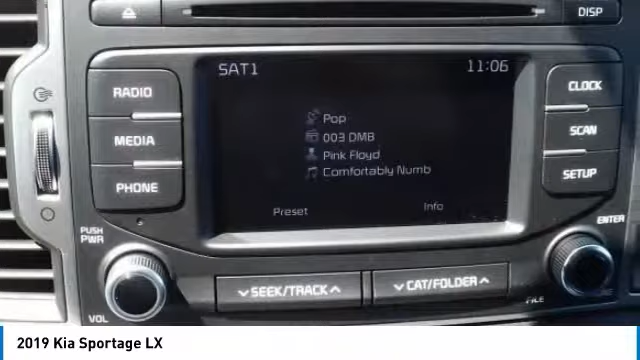 DISP
SAT1 11:06
RADIO
MEDIA
PHONE
Pop
003 DMB
Pink Floyd
Comfortably Numb
Preset Info
CLOCK
SCAN
SETUP
PUSH
PWR
VOL
SEEK/TRACK
CAT/FOLDER
ENTER
FILE
2019 Kia Sportage LX